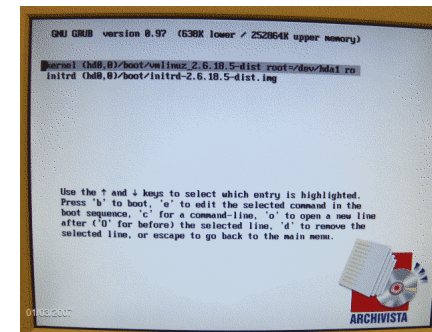 GNU GRUB version 0.97 (638K lower / 252864K upper memory)
kernel (hd0,0)/boot/vmlinuz_2.6.18.5-dist root=/dev/hda1 ro
initrd (hd0,0)/boot/initrd-2.6.18.5-dist.img
Use the ↑ and ↓ keys to select which entry is highlighted.
Press 'b' to boot, 'e' to edit the selected command in the
boot sequence, 'c' for a command-line, 'o' to open a new line
after ('O' for before) the selected line, 'd' to remove the
selected line, or escape to go back to the main menu.
ARCHIVISTA
01/03/2007